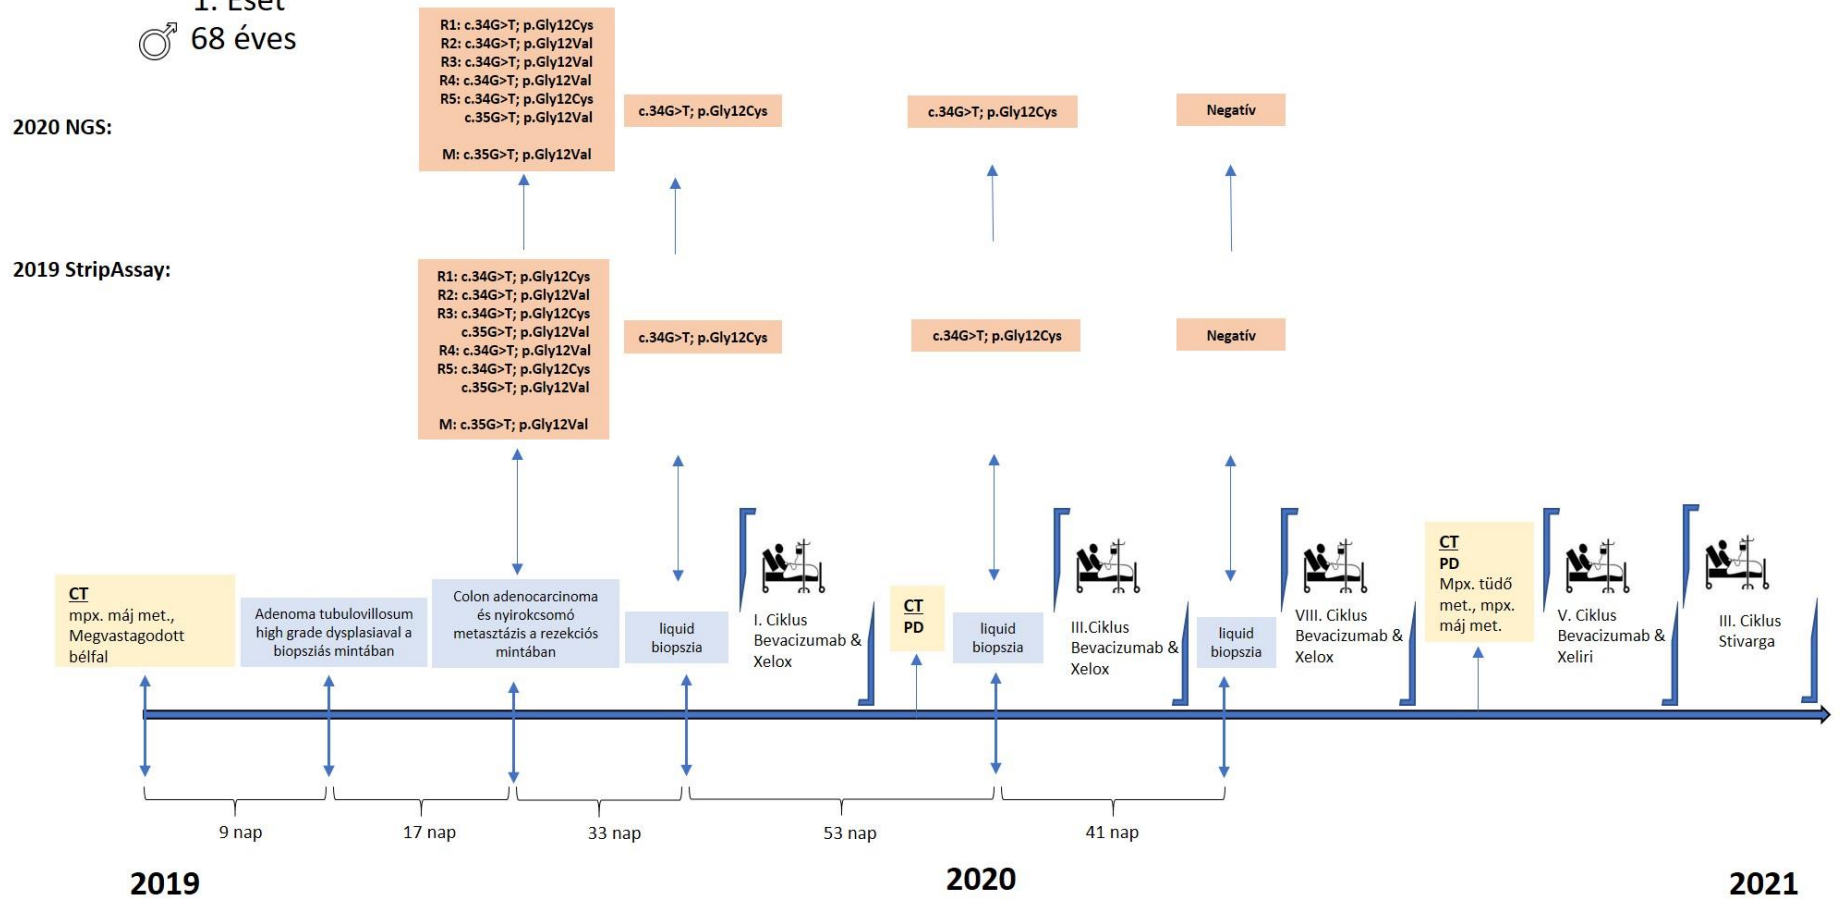 1. Eset
68 éves
2020 NGS:
R1: c.34G>T; p.Gly12Cys
R2: c.34G>T; p.Gly12Val
R3: c.34G>T; p.Gly12Val
R4: c.34G>T; p.Gly12Val
R5: c.34G>T; p.Gly12Cys
c.35G>T; p.Gly12Val
M: c.35G>T; p.Gly12Val
c.34G>T; p.Gly12Cys
c.34G>T; p.Gly12Cys
Negatív
2019 StripAssay:
R1: c.34G>T; p.Gly12Cys
R2: c.34G>T; p.Gly12Val
R3: c.34G>T; p.Gly12Cys
c.35G>T; p.Gly12Val
R4: c.34G>T; p.Gly12Val
R5: c.34G>T; p.Gly12Cys
c.35G>T; p.Gly12Val
M: c.35G>T; p.Gly12Val
c.34G>T; p.Gly12Cys
c.34G>T; p.Gly12Cys
Negatív
CT
mpx. máj met.,
Megvastagodott
bélfal
Adenoma tubulovillosum
high grade dysplasiaval a
biopsziás mintában
Colon adenocarcinoma
és nyirokcsomó
metasztázis a rezekciós
mintában
liquid
biopszia
I. Ciklus
Bevacizumab &
Xelox
CT
PD
liquid
biopszia
III.Ciklus
Bevacizumab &
Xelox
liquid
biopszia
VIII. Ciklus
Bevacizumab &
Xelox
CT
PD
Mpx. tüdő
met., mpx.
máj met.
V. Ciklus
Bevacizumab &
Xeliri
III. Ciklus
Stivarga
9 nap
17 nap
33 nap
53 nap
41 nap
2019
2020
2021